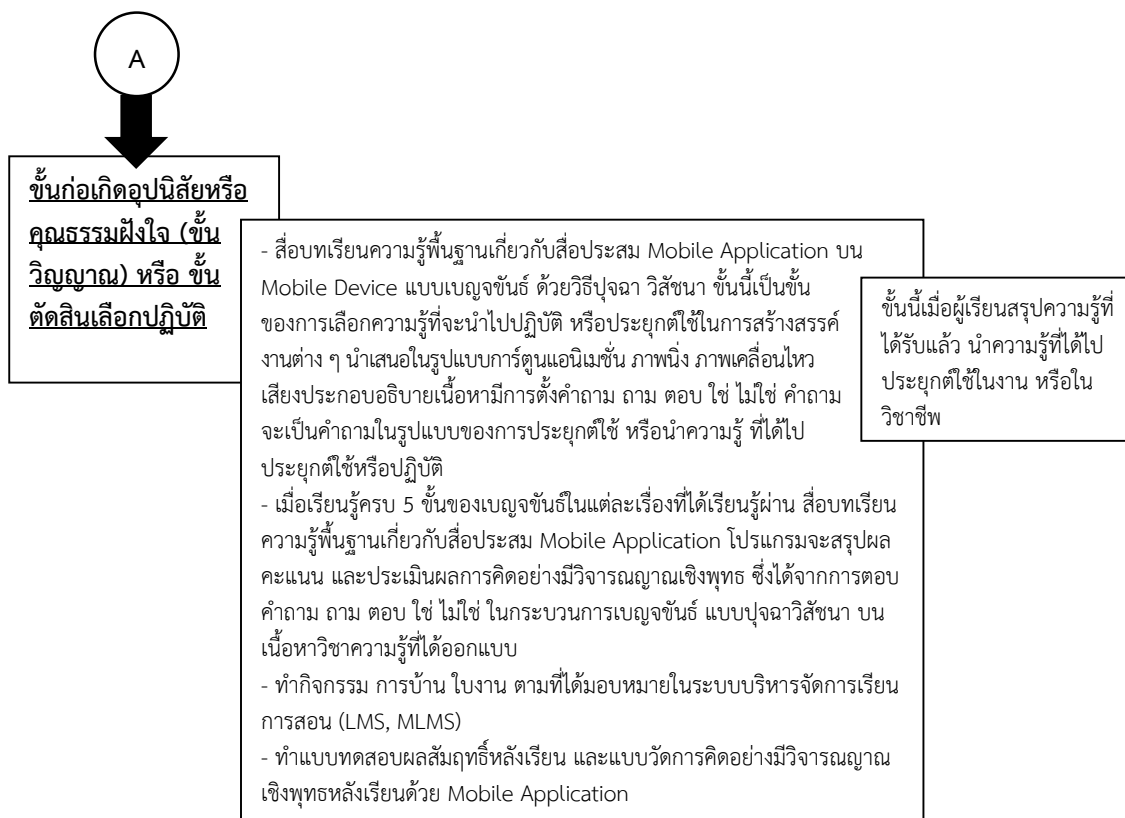 A
ขั้นก่อเกิดอุปนิสัยหรือ
คุณธรรมฝังใจ (ขั้น
วิญญาณ) หรือ ขั้น
ตัดสินเลือกปฏิบัติ
- สื่อบทเรียนความรู้พื้นฐานเกี่ยวกับสื่อประสม Mobile Application บน
Mobile Device แบบเบญจขันธ์ ด้วยวิธีปุจฉา วิสัชนา ขั้นนี้เป็นขั้น
ของการเลือกความรู้ที่จะนำไปปฏิบัติ หรือประยุกต์ใช้ในการสร้างสรรค์
งานต่าง ๆ นำเสนอในรูปแบบการ์ตูนแอนิเมชั่น ภาพนิ่ง ภาพเคลื่อนไหว
เสียงประกอบอธิบายเนื้อหามีการตั้งคำถาม ถาม ตอบ ใช่ ไม่ใช่ คำถาม
จะเป็นคำถามในรูปแบบของการประยุกต์ใช้ หรือนำความรู้ ที่ได้ไป
ประยุกต์ใช้หรือปฏิบัติ
- เมื่อเรียนรู้ครบ 5 ขั้นของเบญจขันธ์ในแต่ละเรื่องที่ได้เรียนรู้ผ่าน สื่อบทเรียน
ความรู้พื้นฐานเกี่ยวกับสื่อประสม Mobile Application โปรแกรมจะสรุปผล
คะแนน และประเมินผลการคิดอย่างมีวิจารณญาณเชิงพุทธ ซึ่งได้จากการตอบ
คำถาม ถาม ตอบ ใช่ ไม่ใช่ ในกระบวนการเบญจขันธ์ แบบปุจฉาวิสัชนา บน
เนื้อหาวิชาความรู้ที่ได้ออกแบบ
- ทำกิจกรรม การบ้าน ใบงาน ตามที่ได้มอบหมายในระบบบริหารจัดการเรียน
การสอน (LMS, MLMS)
- ทำแบบทดสอบผลสัมฤทธิ์หลังเรียน และแบบวัดการคิดอย่างมีวิจารณญาณ
เชิงพุทธหลังเรียนด้วย Mobile Application
ขั้นนี้เมื่อผู้เรียนสรุปความรู้ที่
ได้รับแล้ว นำความรู้ที่ได้ไป
ประยุกต์ใช้ในงาน หรือใน
วิชาชีพ